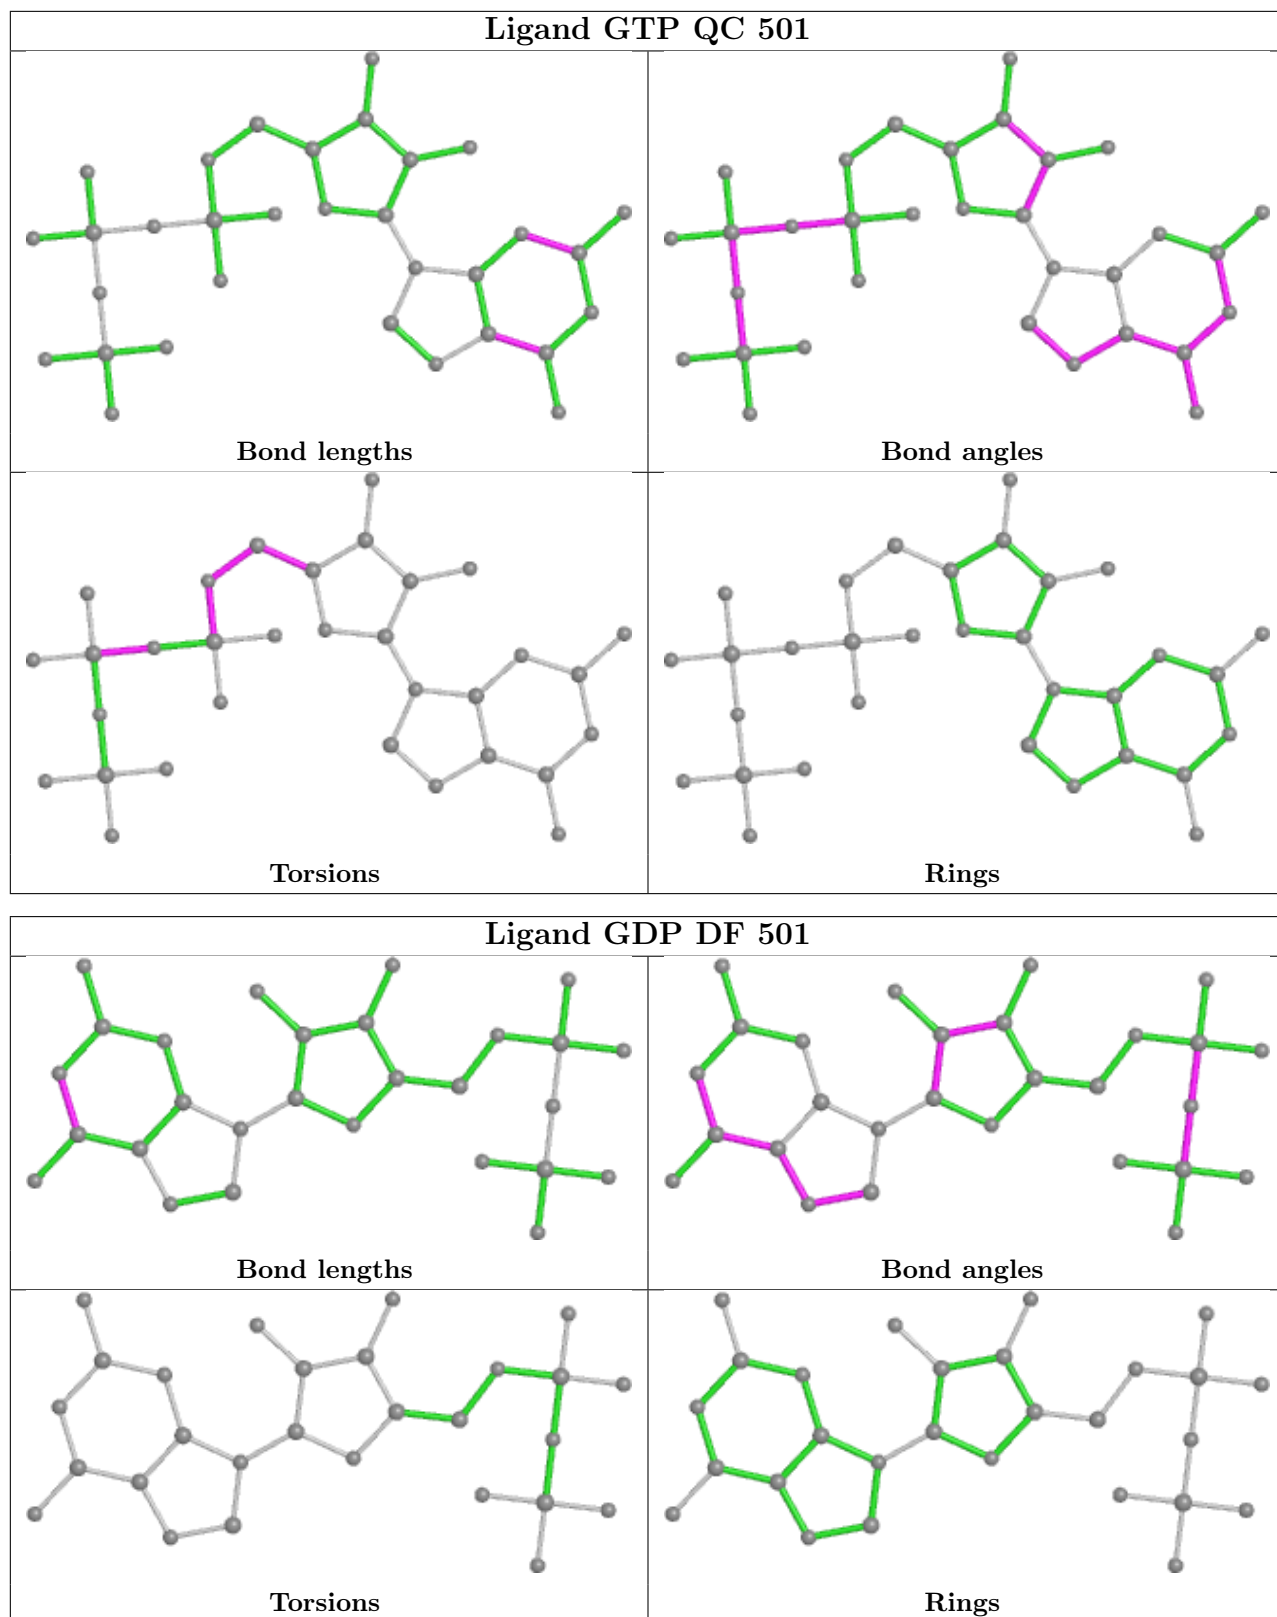 Ligand GTP QC 501
Bond lengths
Bond angles
Torsions
Rings
Ligand GDP DF 501
Bond lengths
Bond angles
Torsions
Rings